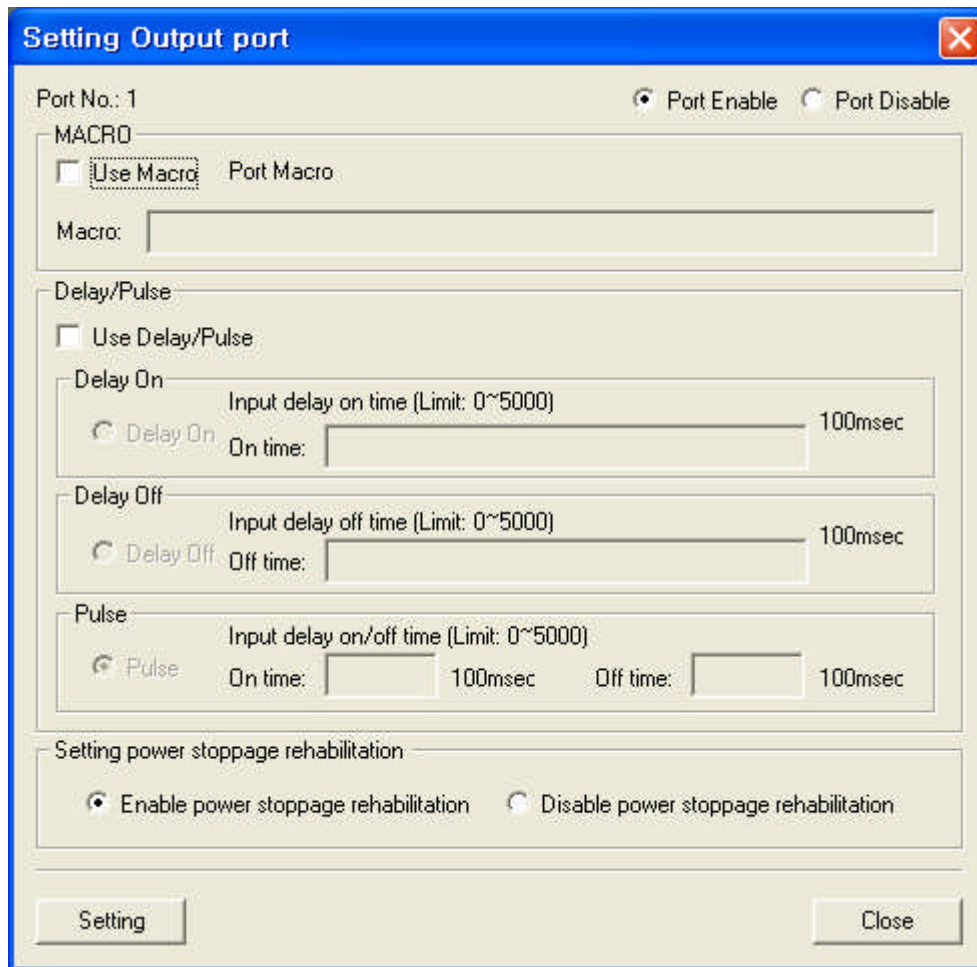 Setting Output port
Port No.: 1
Port Enable
Port Disable
MACRO
Use Macro
Port Macro
Macro:
Delay/Pulse
Use Delay/Pulse
Delay On
Input delay on time (Limit: 0~5000)
Delay On
On time:
100msec
Delay Off
Input delay off time (Limit: 0~5000)
Delay Off
Off time:
100msec
Pulse
Input delay on/off time (Limit: 0~5000)
Pulse
On time:
100msec
Off time:
100msec
Setting power stoppage rehabilitation
Enable power stoppage rehabilitation
Disable power stoppage rehabilitation
Setting
Close